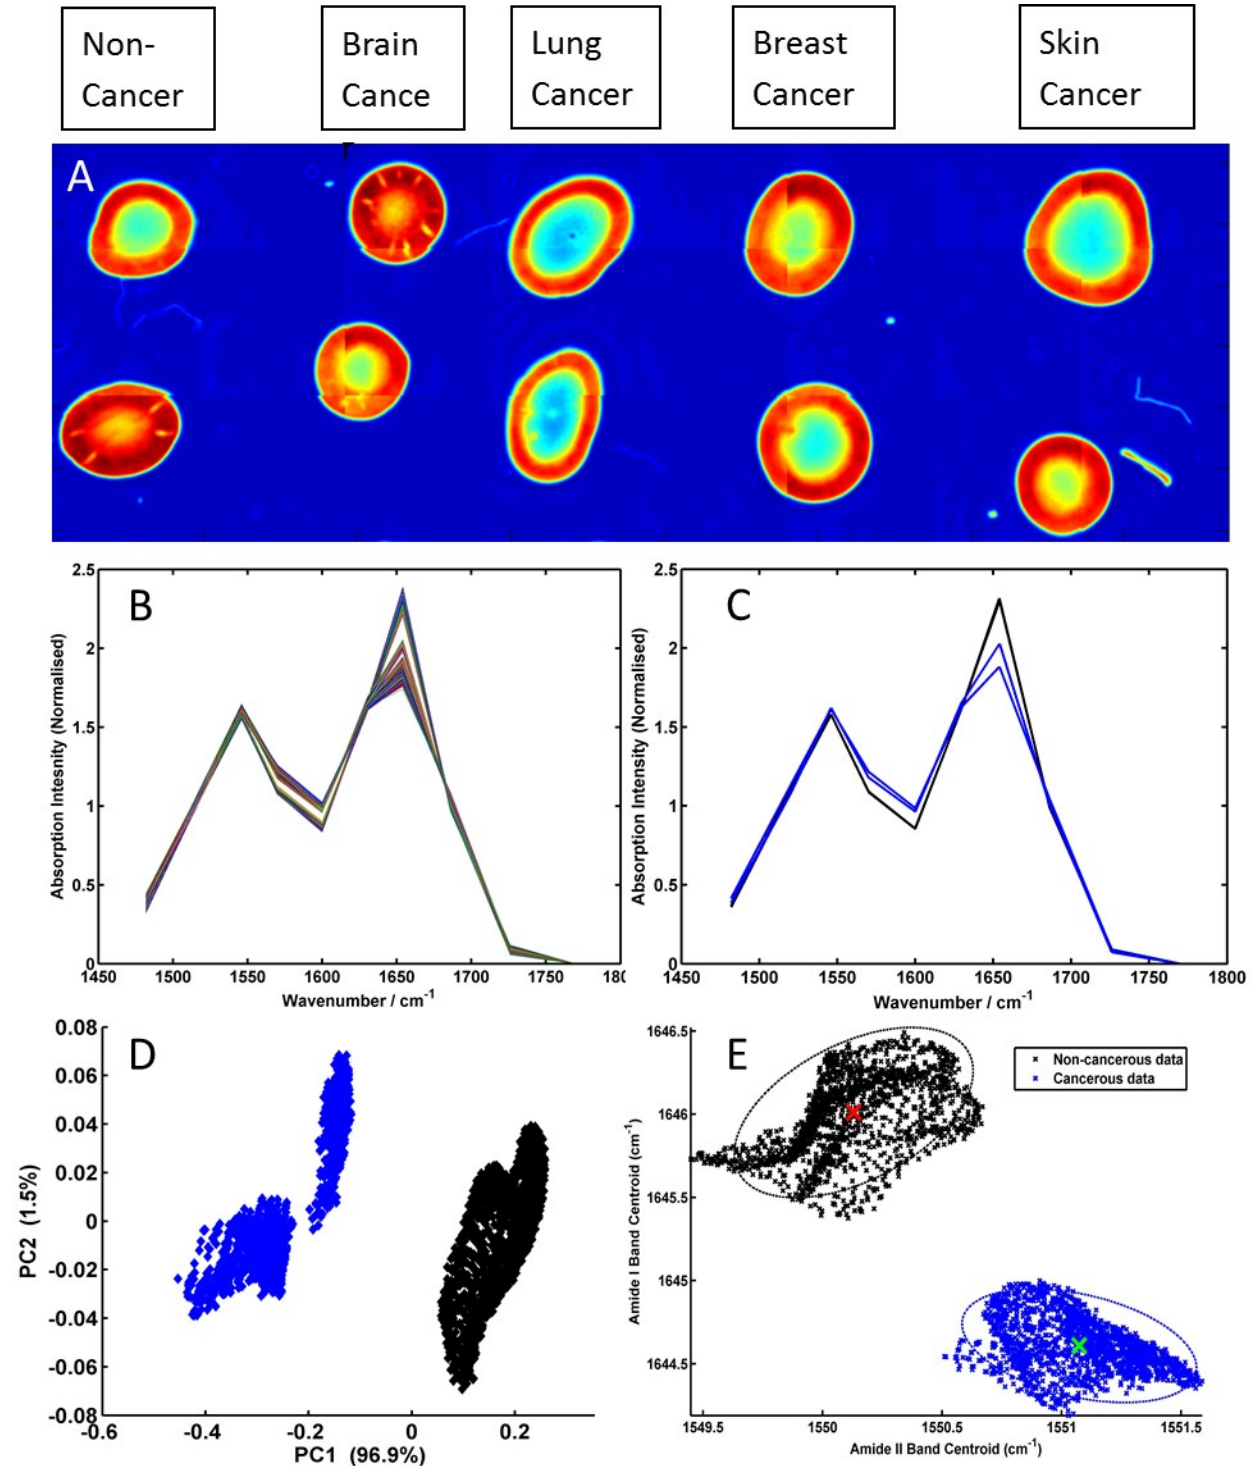 Non-
Cancer
Brain
Cance
Lung
Cancer
Breast
Cancer
Skin
Cancer
A
B
2.5
2
1.5
1
0.5
0
1450 1500 1550 1600 1650 1700 1750 180
Absorption Intesnity (Normalised)
Wavenumber / cm-1
C
2.5
2
1.5
1
0.5
0
1450 1500 1550 1600 1650 1700 1750 1800
Absorption Intensity (Normalised)
Wavenumber / cm-1
D
0.08
0.06
0.04
0.02
0
-0.02
-0.04
-0.06
-0.08
-0.6 -0.4 -0.2 0 0.2
PC2 (1.5%)
PC1 (96.9%)
E
Non-cancerous data
Cancerous data
1646.5
1646
1645.5
1645
1644.5
1549.5 1550 1550.5 1551 1551.5
Amide I Band Centroid (cm-1)
Amide II Band Centroid (cm-1)